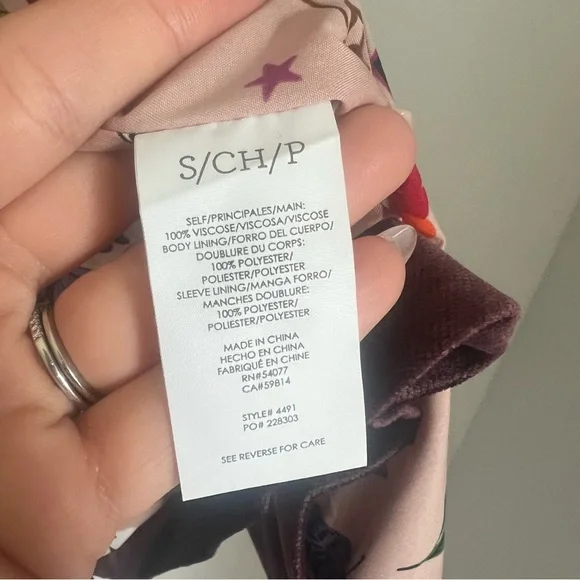 S/CH/P
SELF/PRINCIPALES/MAIN:
100% VISCOSE/VISCOSA/VISCOSE
BODY LINING/FORRO DEL CUERPO/
DOUBLURE DU CORPS:
100% POLYESTER/
POLIESTER/POLYESTER
SLEEVE LINING/MANGA FORRO/
MANCHES DOUBLURE:
100% POLYESTER/
POLIESTER/POLYESTER
MADE IN CHINA
HECHO EN CHINA
FABRIQUÉ EN CHINE
RN#54077
CA#59814
STYLE# 4491
PO# 228303
SEE REVERSE FOR CARE